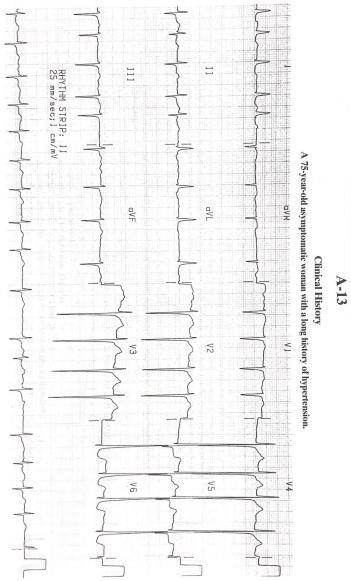 A-13
Clinical History
A 75-year-old asymptomatic woman with a long history of hypertension.
aVR
V1
V4
II
aVL
V2
V5
III
aVF
V3
V6
RHYTHM STRIP: II
25 mm/sec; 1 cm/mV